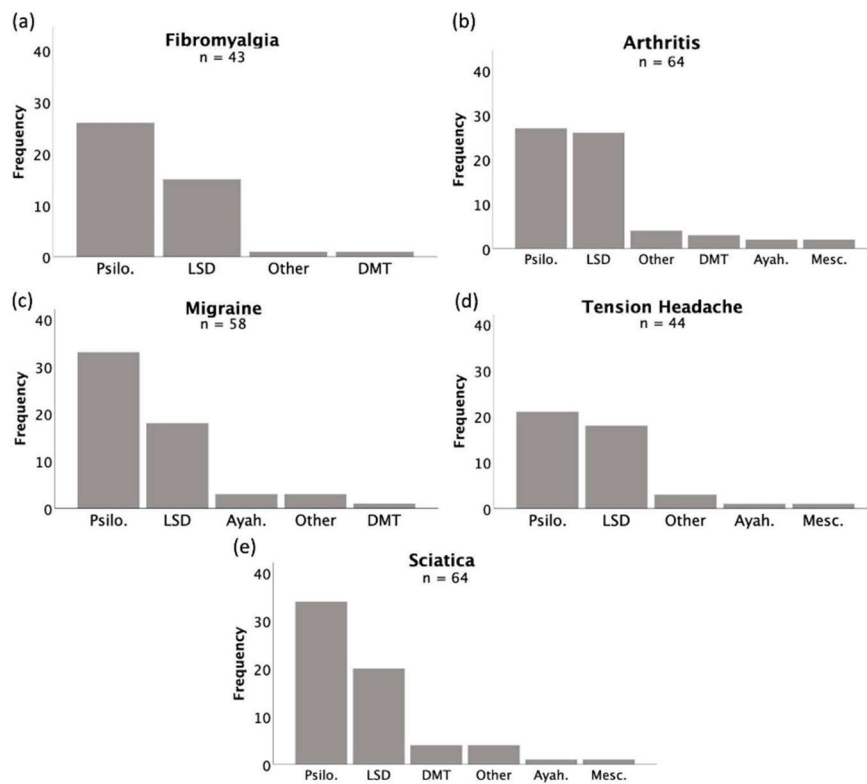 (a)
Fibromyalgia
n = 43
Frequency
40
30
20
10
0
Psilo. LSD Other DMT
(b)
Arthritis
n = 64
Frequency
40
30
20
10
0
Psilo. LSD Other DMT Ayah. Mesc.
(c)
Migraine
n = 58
Frequency
40
30
20
10
0
Psilo. LSD Ayah. Other DMT
(d)
Tension Headache
n = 44
Frequency
40
30
20
10
0
Psilo. LSD Other Ayah. Mesc.
(e)
Sciatica
n = 64
Frequency
40
30
20
10
0
Psilo. LSD DMT Other Ayah. Mesc.